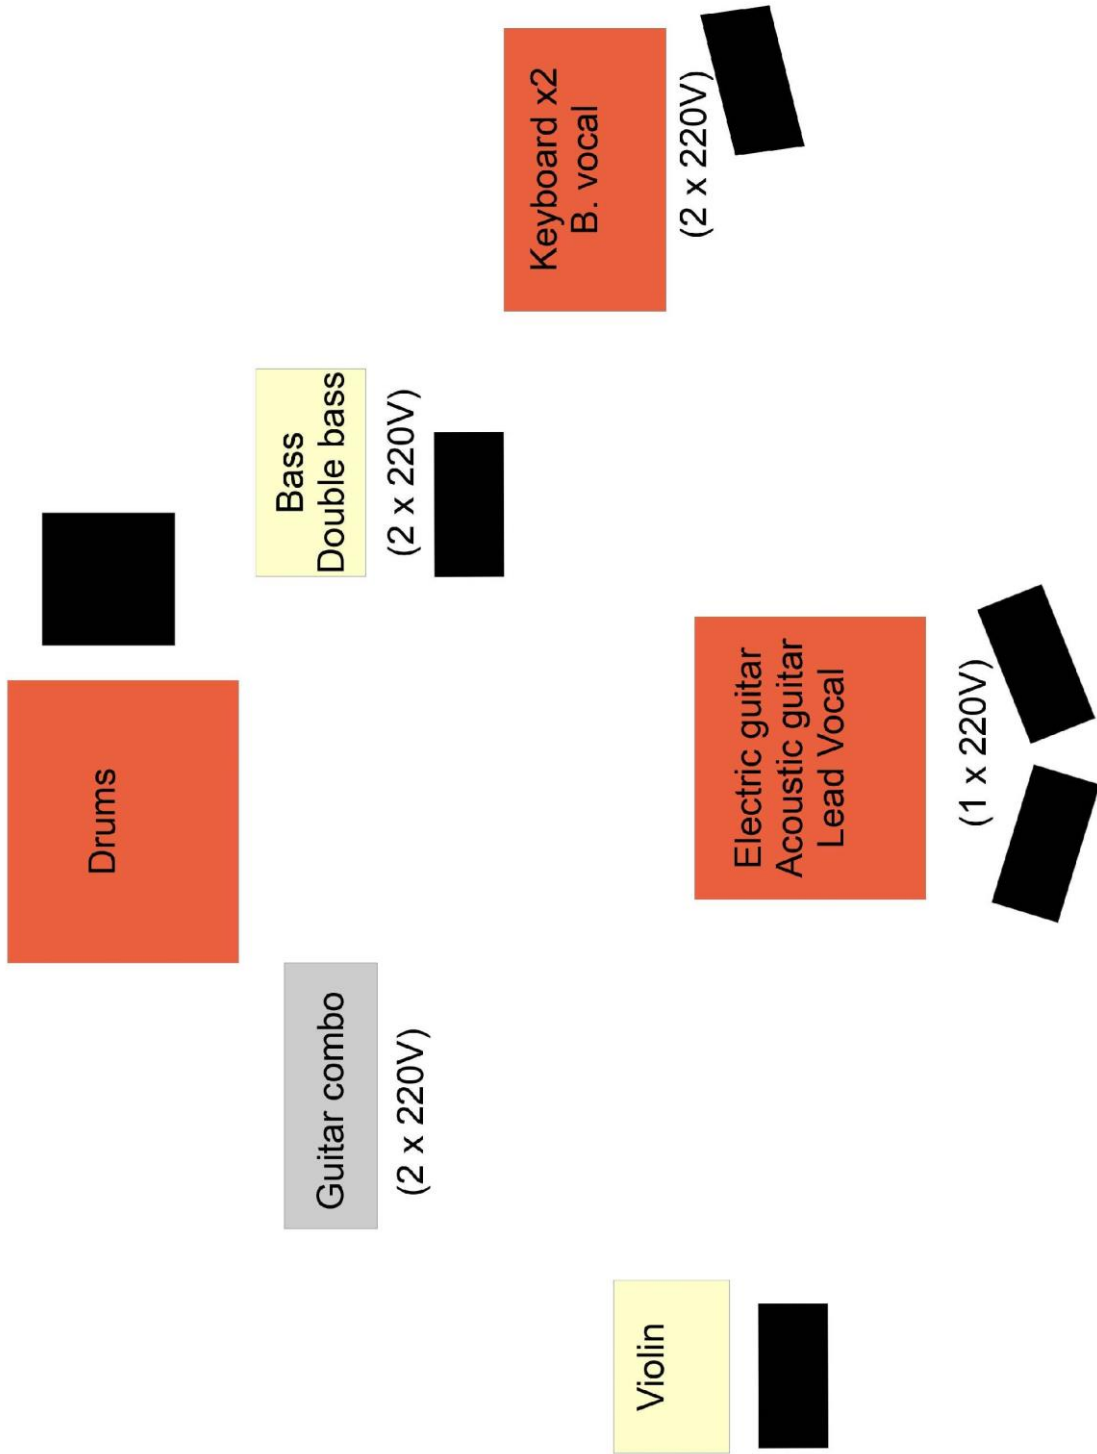 Drums
Guitar combo
(2 x 220V)
Bass
Double bass
(2 x 220V)
Keyboard x2
B. vocal
(2 x 220V)
Violin
Electric guitar
Acoustic guitar
Lead Vocal
(1 x 220V)